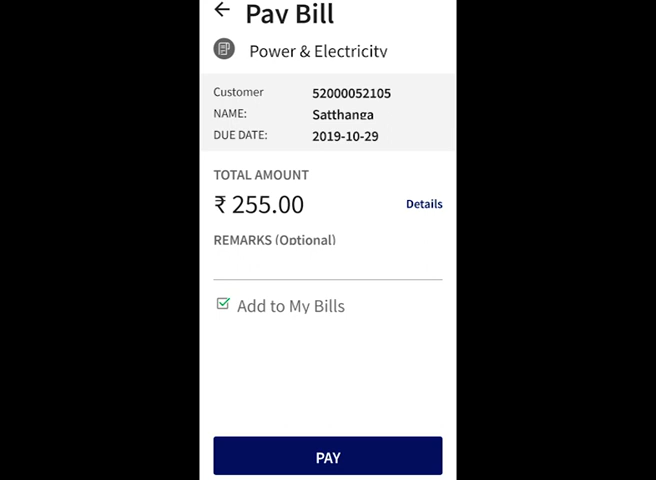 Pay Bill
Power & Electricity
Customer 52000052105
NAME: Satthanga
DUE DATE: 2019-10-29
TOTAL AMOUNT
₹ 255.00 Details
REMARKS (Optional)
Add to My Bills
PAY